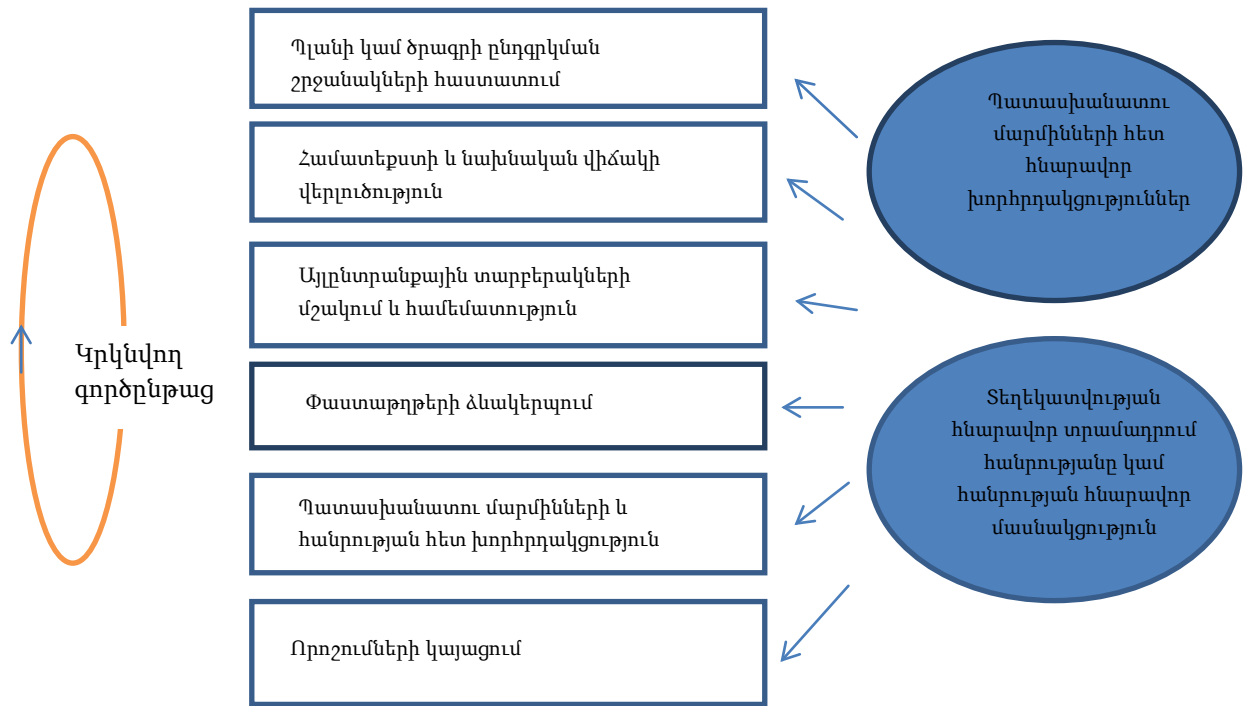 Պլանի կամ ծրագրի ընդգրկման
շրջանակների հաստատում
Համատեքստի և նախնական վիճակի
վերլուծություն
Այլընտրանքային տարբերակների
մշակում և համեմատություն
Փաստաթղթերի ձևակերպում
Պատասխանատու մարմինների և
հանրության հետ խորհրդակցություն
Որոշումների կայացում
Կրկնվող
գործընթաց
Պատասխանատու
մարմինների հետ
հնարավոր
խորհրդակցություններ
Տեղեկատվության
հնարավոր տրամադրում
հանրությանը կամ
հանրության հնարավոր
մասնակցություն